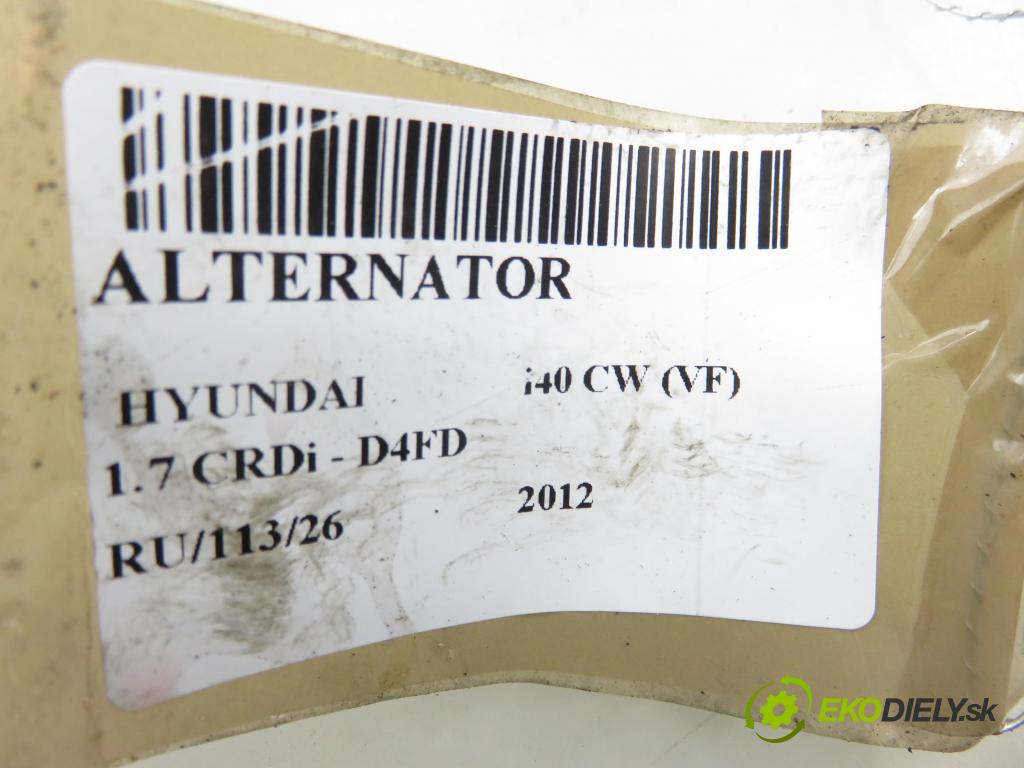 ALTERNATOR
HYUNDAI i40 CW (VF)
1.7 CRDi - D4FD
2012
RU/113/26
EKODIELY.sk